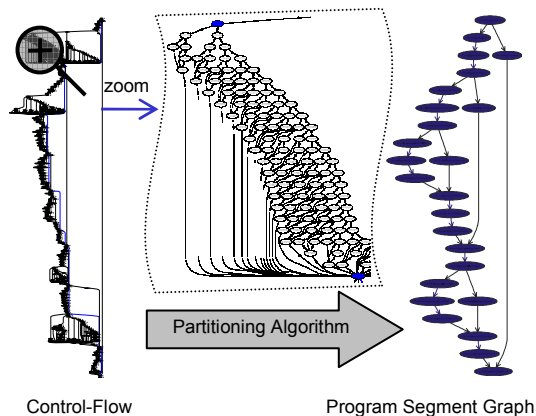 zoom
Partitioning Algorithm
Control-Flow
Program Segment Graph